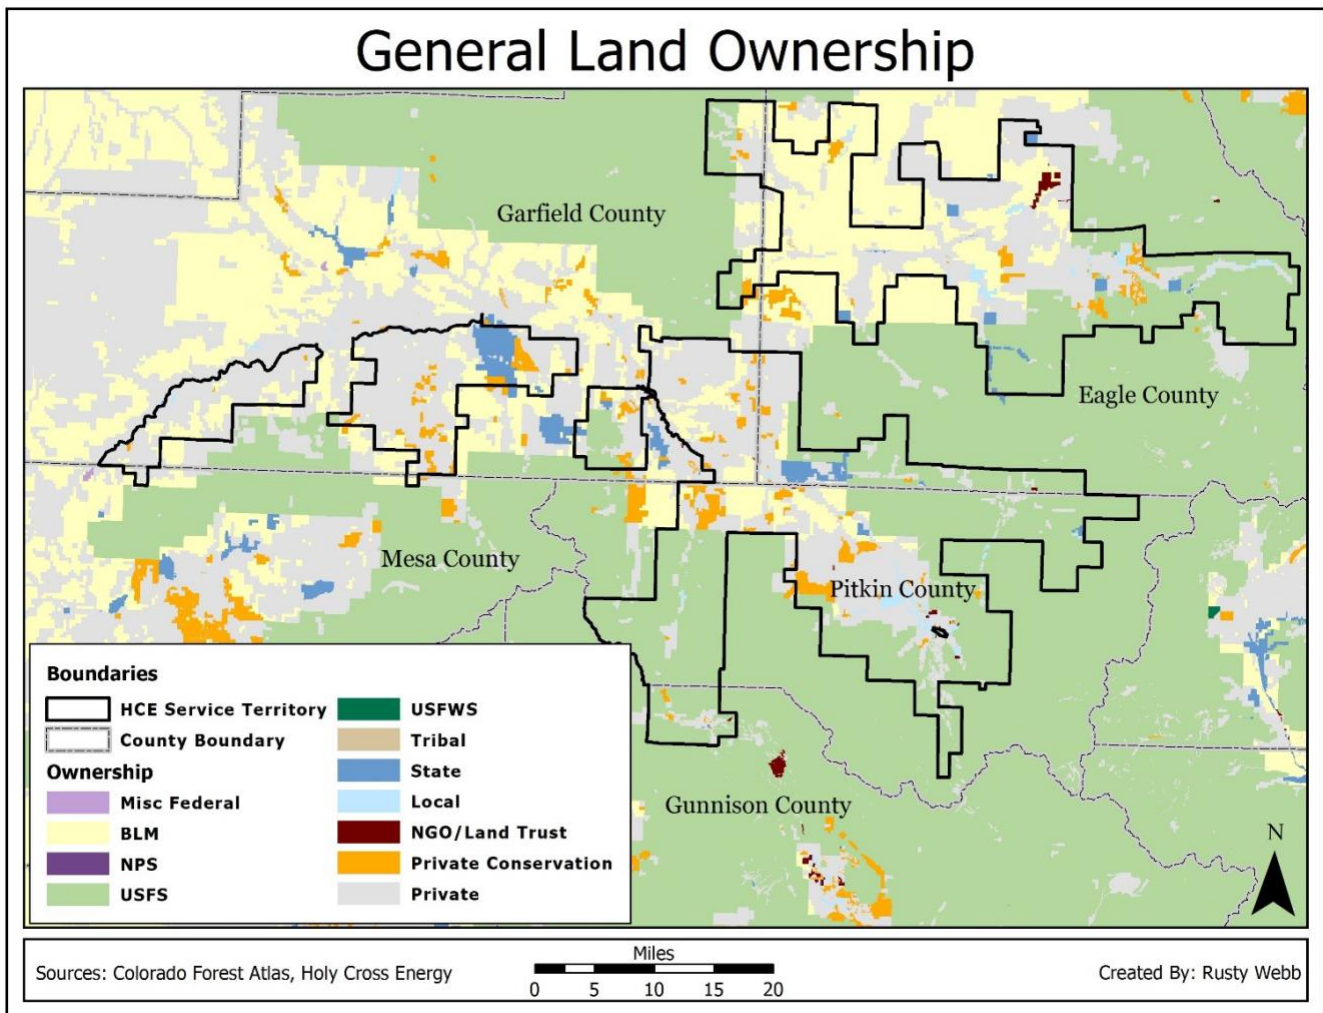 General Land Ownership
Garfield County
Eagle County
Mesa County
Pitkin County
Gunnison County
Boundaries
HCE Service Territory
County Boundary
Ownership
Misc Federal
BLM
NPS
USFS
USFWS
Tribal
State
Local
NGO/Land Trust
Private Conservation
Private
N
Sources: Colorado Forest Atlas, Holy Cross Energy
Miles
0 5 10 15 20
Created By: Rusty Webb